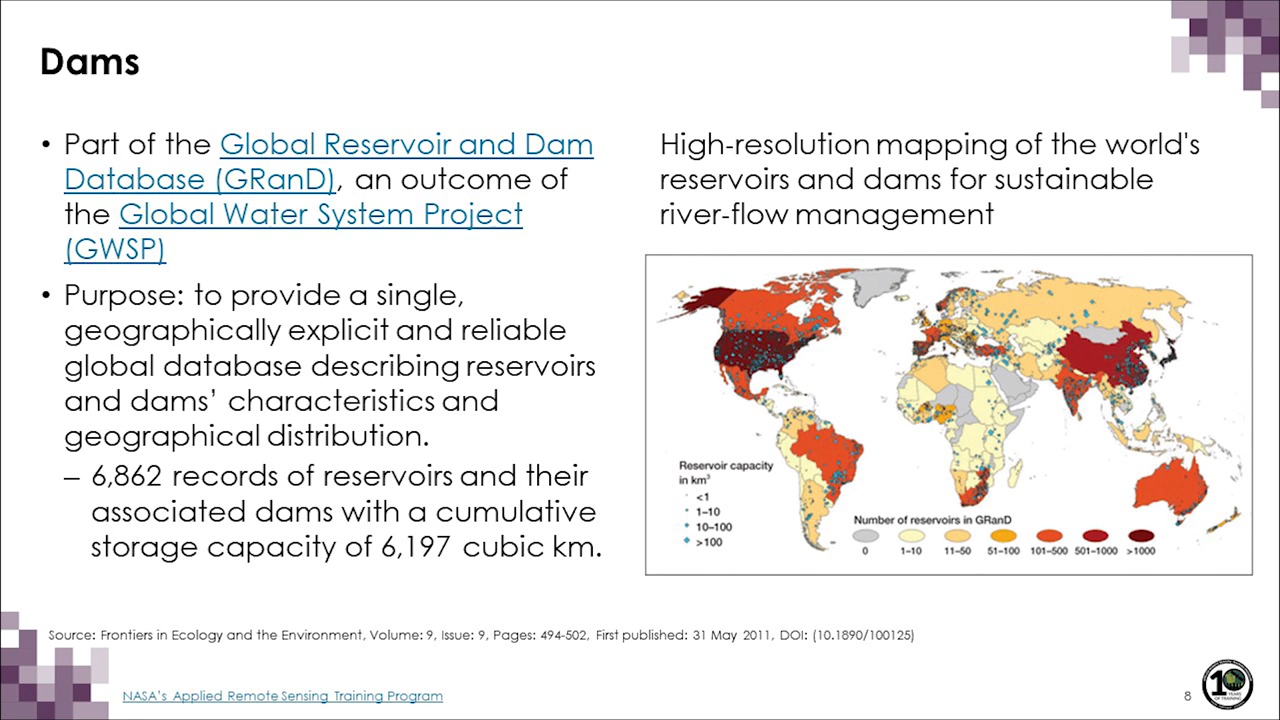 Dams
• Part of the Global Reservoir and Dam
Database (GRanD), an outcome of
the Global Water System Project
(GWSP)
• Purpose: to provide a single,
geographically explicit and reliable
global database describing reservoirs
and dams’ characteristics and
geographical distribution.
– 6,862 records of reservoirs and their
associated dams with a cumulative
storage capacity of 6,197 cubic km.
High-resolution mapping of the world's
reservoirs and dams for sustainable
river-flow management
Reservoir capacity
in km³
<1
1–10
10–100
>100
Number of reservoirs in GRanD
0 1–10 11–50 51–100 101–500 501–1000 >1000
Source: Frontiers in Ecology and the Environment, Volume: 9, Issue: 9, Pages: 494-502, First published: 31 May 2011, DOI: (10.1890/100125)
NASA's Applied Remote Sensing Training Program
8
10
YEARS
OF TRAINING